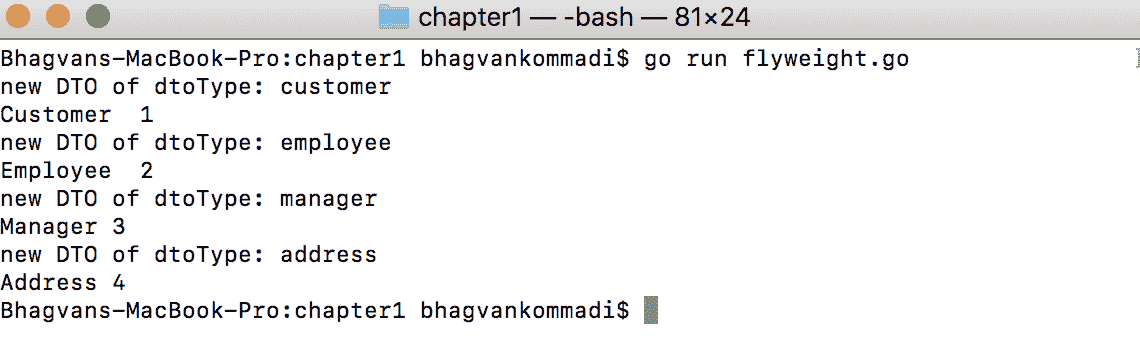 chapter1 — -bash — 81×24
Bhagvans-MacBook-Pro:chapter1 bhagvankommadi$ go run flyweight.go
new DTO of dtoType: customer
Customer  1
new DTO of dtoType: employee
Employee  2
new DTO of dtoType: manager
Manager 3
new DTO of dtoType: address
Address 4
Bhagvans-MacBook-Pro:chapter1 bhagvankommadi$